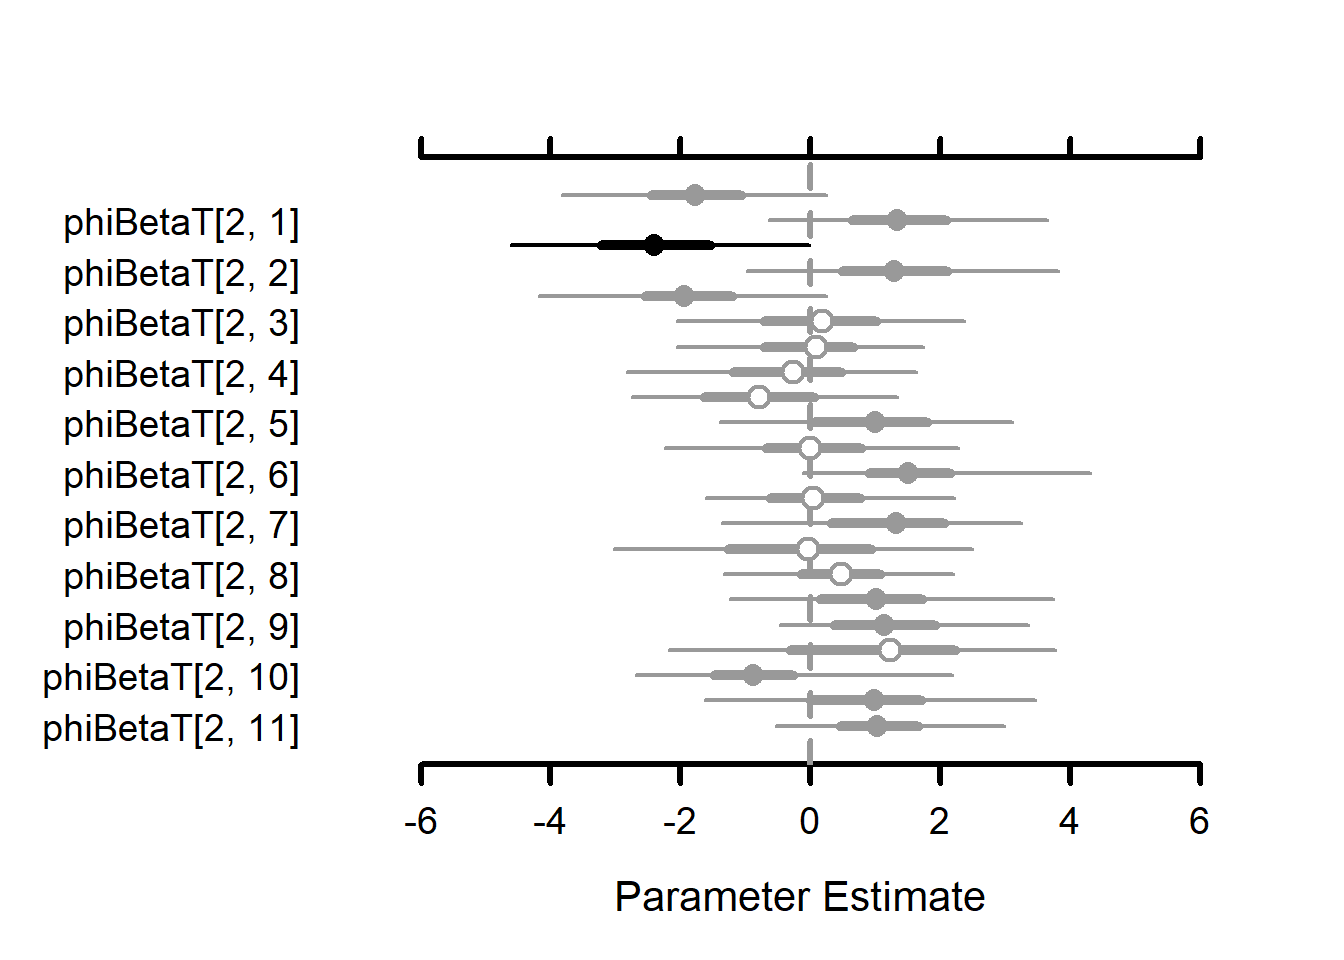 phiBetaT[2, 1]
phiBetaT[2, 2]
phiBetaT[2, 3]
phiBetaT[2, 4]
phiBetaT[2, 5]
phiBetaT[2, 6]
phiBetaT[2, 7]
phiBetaT[2, 8]
phiBetaT[2, 9]
phiBetaT[2, 10]
phiBetaT[2, 11]
-6 -4 -2 0 2 4 6
Parameter Estimate